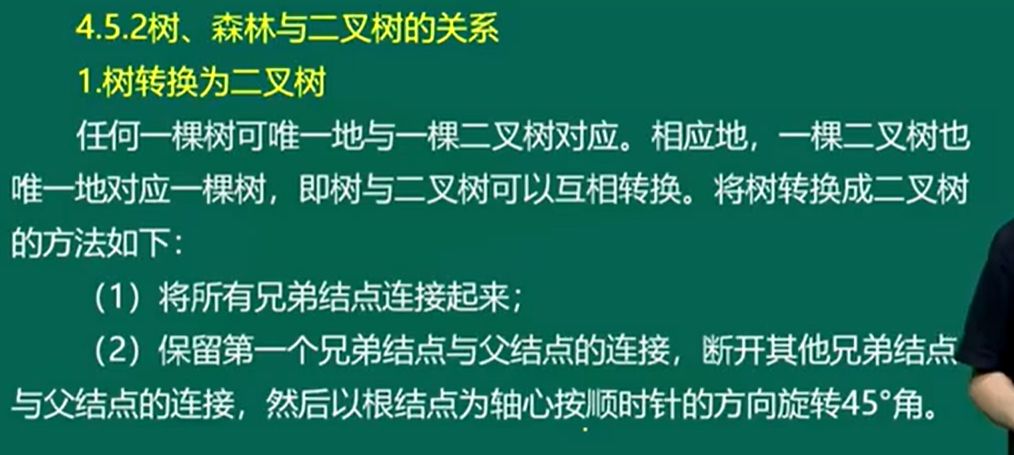 4.5.2树、森林与二叉树的关系
1.树转换为二叉树
任何一棵树可唯一地与一棵二叉树对应。相应地，一棵二叉树也
唯一地对应一棵树，即树与二叉树可以互相转换。将树转换成二叉树
的方法如下：
（1）将所有兄弟结点连接起来；
（2）保留第一个兄弟结点与父结点的连接，断开其他兄弟结点
与父结点的连接，然后以根结点为轴心按顺时针的方向旋转45°角。